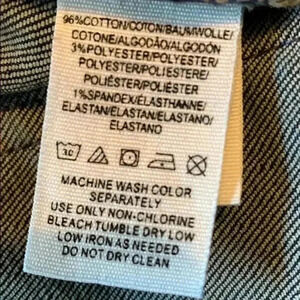 96%COTTON/COTON/BAUMWOLLE/
COTONE/ALGODÃO/ALGODÓN
3%POLYESTER/POLYESTER/
POLYESTER/POLIESTERE/
POLIÉSTER/POLIÉSTER
1%SPANDEX/ELASTHANNE/
ELASTAN/ELASTAN/ELASTANO/
ELASTANO
30
MACHINE WASH COLOR
SEPARATELY
USE ONLY NON-CHLORINE
BLEACH TUMBLE DRY LOW
LOW IRON AS NEEDED
DO NOT DRY CLEAN